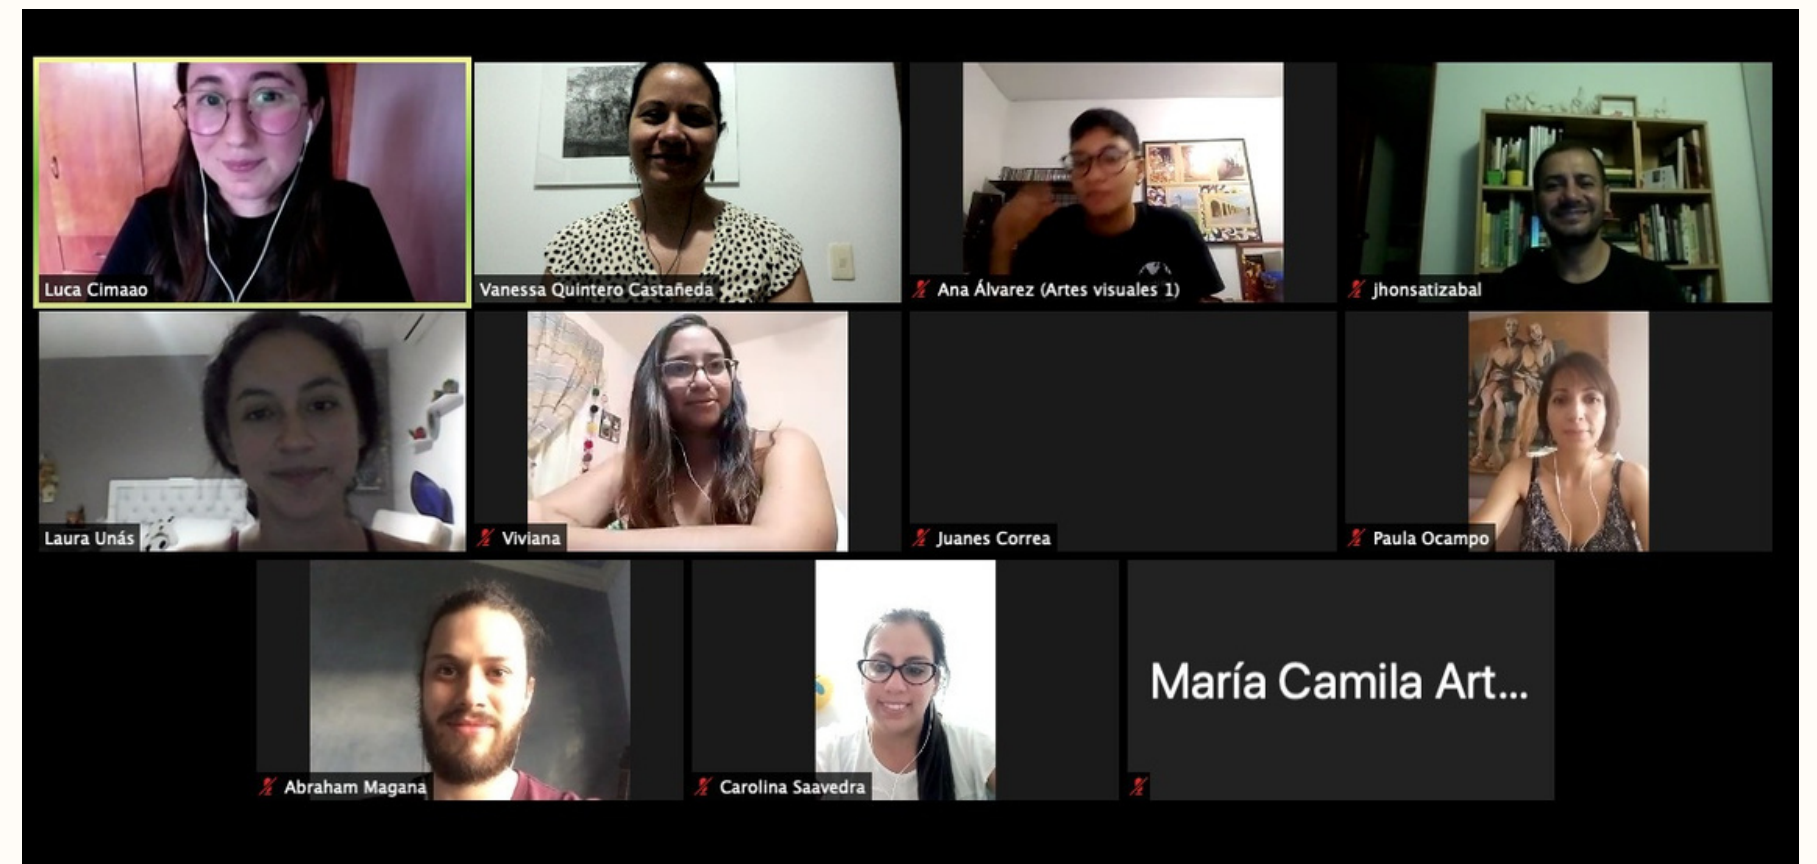 Luca Cimaao
Vanessa Quintero Castañeda
Ana Álvarez (Artes visuales 1)
jhonsatizabal
Laura Unás
Viviana
Juanes Correa
Paula Ocampo
Abraham Magana
Carolina Saavedra
María Camila Art...